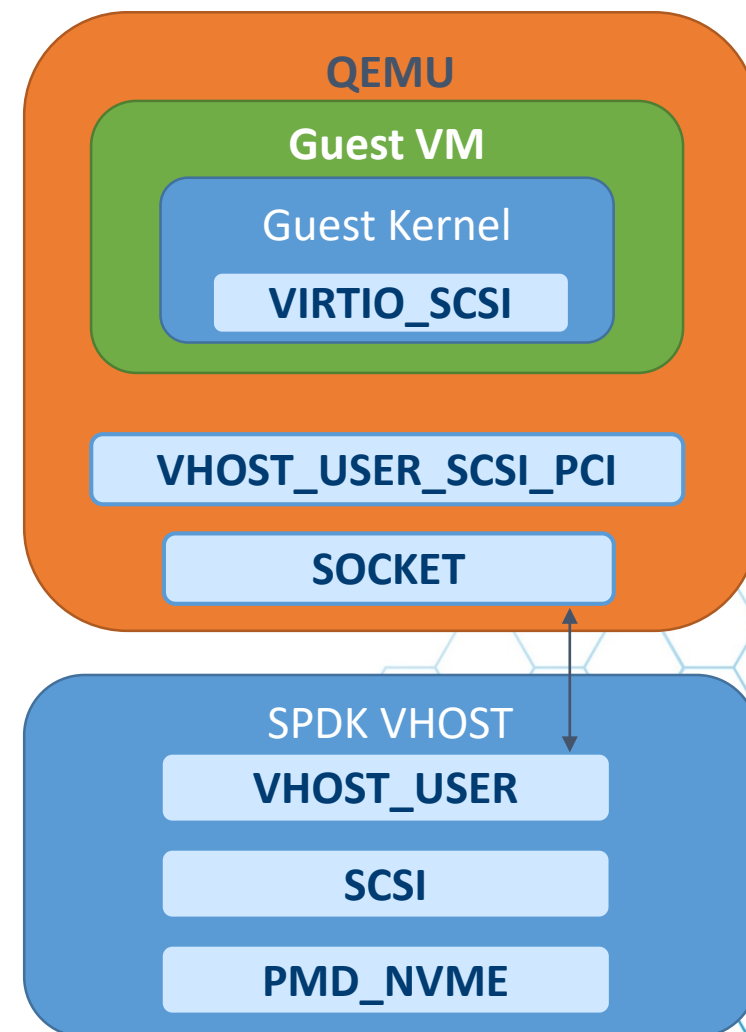 QEMU
Guest VM
Guest Kernel
VIRTIO_SCSI
VHOST_USER_SCSI_PCI
SOCKET
SPDK VHOST
VHOST_USER
SCSI
PMD_NVME